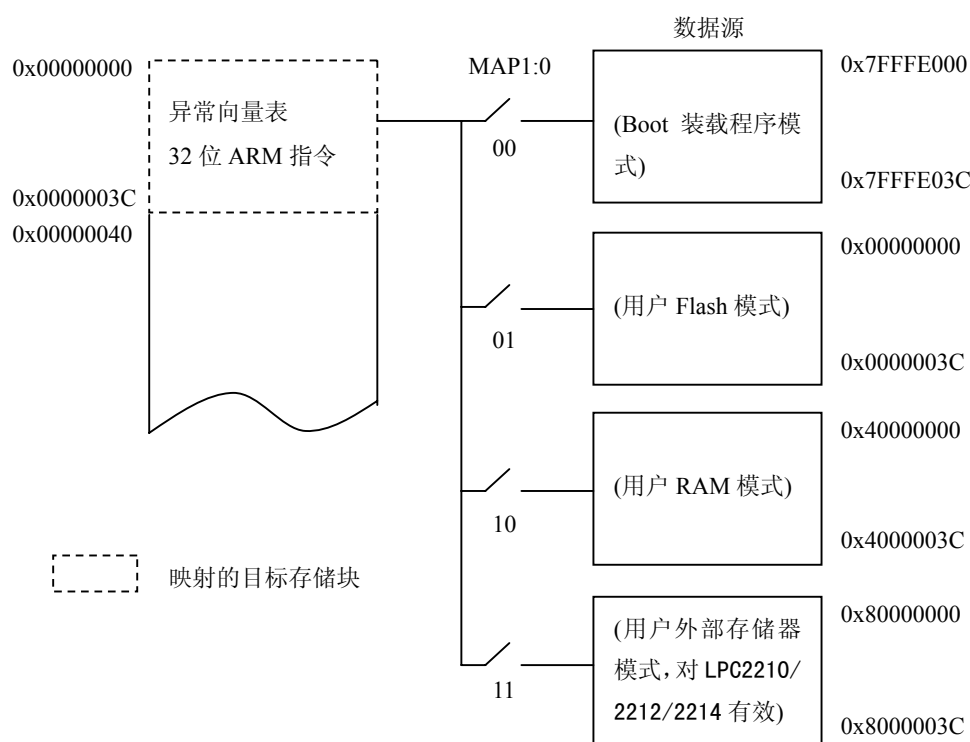 数据源
0x00000000
MAP1:0
0x7FFFE000
异常向量表
32 位 ARM 指令
00
(Boot 装载程序模
式)
0x0000003C
0x7FFFE03C
0x00000040
0x00000000
(用户 Flash 模式)
01
0x0000003C
0x40000000
(用户 RAM 模式)
10
0x4000003C
映射的目标存储块
0x80000000
(用户外部存储器
模式，对 LPC2210/
2212/2214 有效)
11
0x8000003C